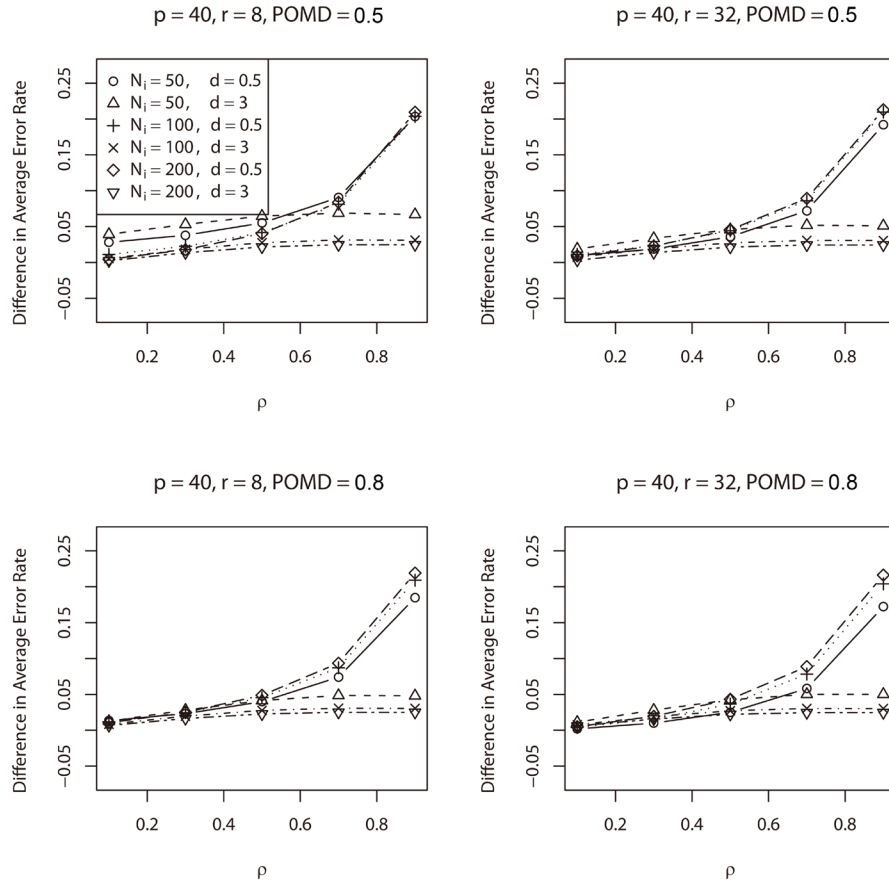 p = 40, r = 8, POMD = 0.5
Difference in Average Error Rate
0.25
0.15
0.05
−0.05
N_i = 50, d = 0.5
N_i = 50, d = 3
N_i = 100, d = 0.5
N_i = 100, d = 3
N_i = 200, d = 0.5
N_i = 200, d = 3
0.2 0.4 0.6 0.8
ρ
p = 40, r = 32, POMD = 0.5
Difference in Average Error Rate
0.25
0.15
0.05
−0.05
0.2 0.4 0.6 0.8
ρ
p = 40, r = 8, POMD = 0.8
Difference in Average Error Rate
0.25
0.15
0.05
−0.05
0.2 0.4 0.6 0.8
ρ
p = 40, r = 32, POMD = 0.8
Difference in Average Error Rate
0.25
0.15
0.05
−0.05
0.2 0.4 0.6 0.8
ρ